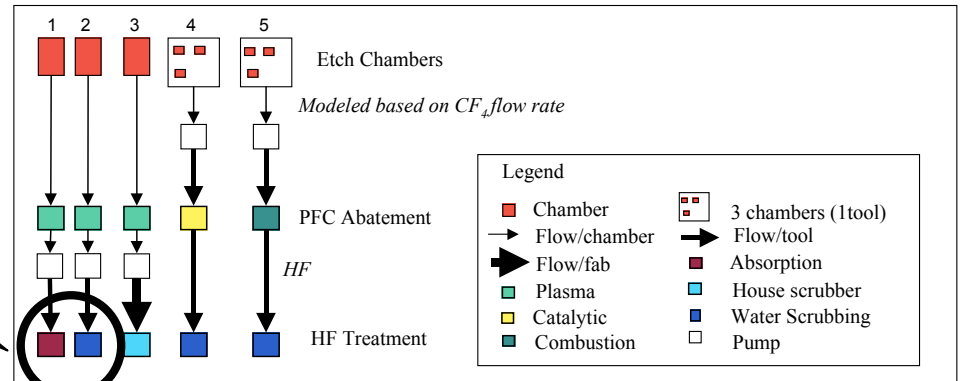 1 2 3 4 5
Etch Chambers
Modeled based on CF4 flow rate
PFC Abatement
HF
HF Treatment
Legend
Chamber
3 chambers (1tool)
Flow/chamber
Flow/tool
Flow/fab
Absorption
Plasma
House scrubber
Catalytic
Water Scrubbing
Combustion
Pump